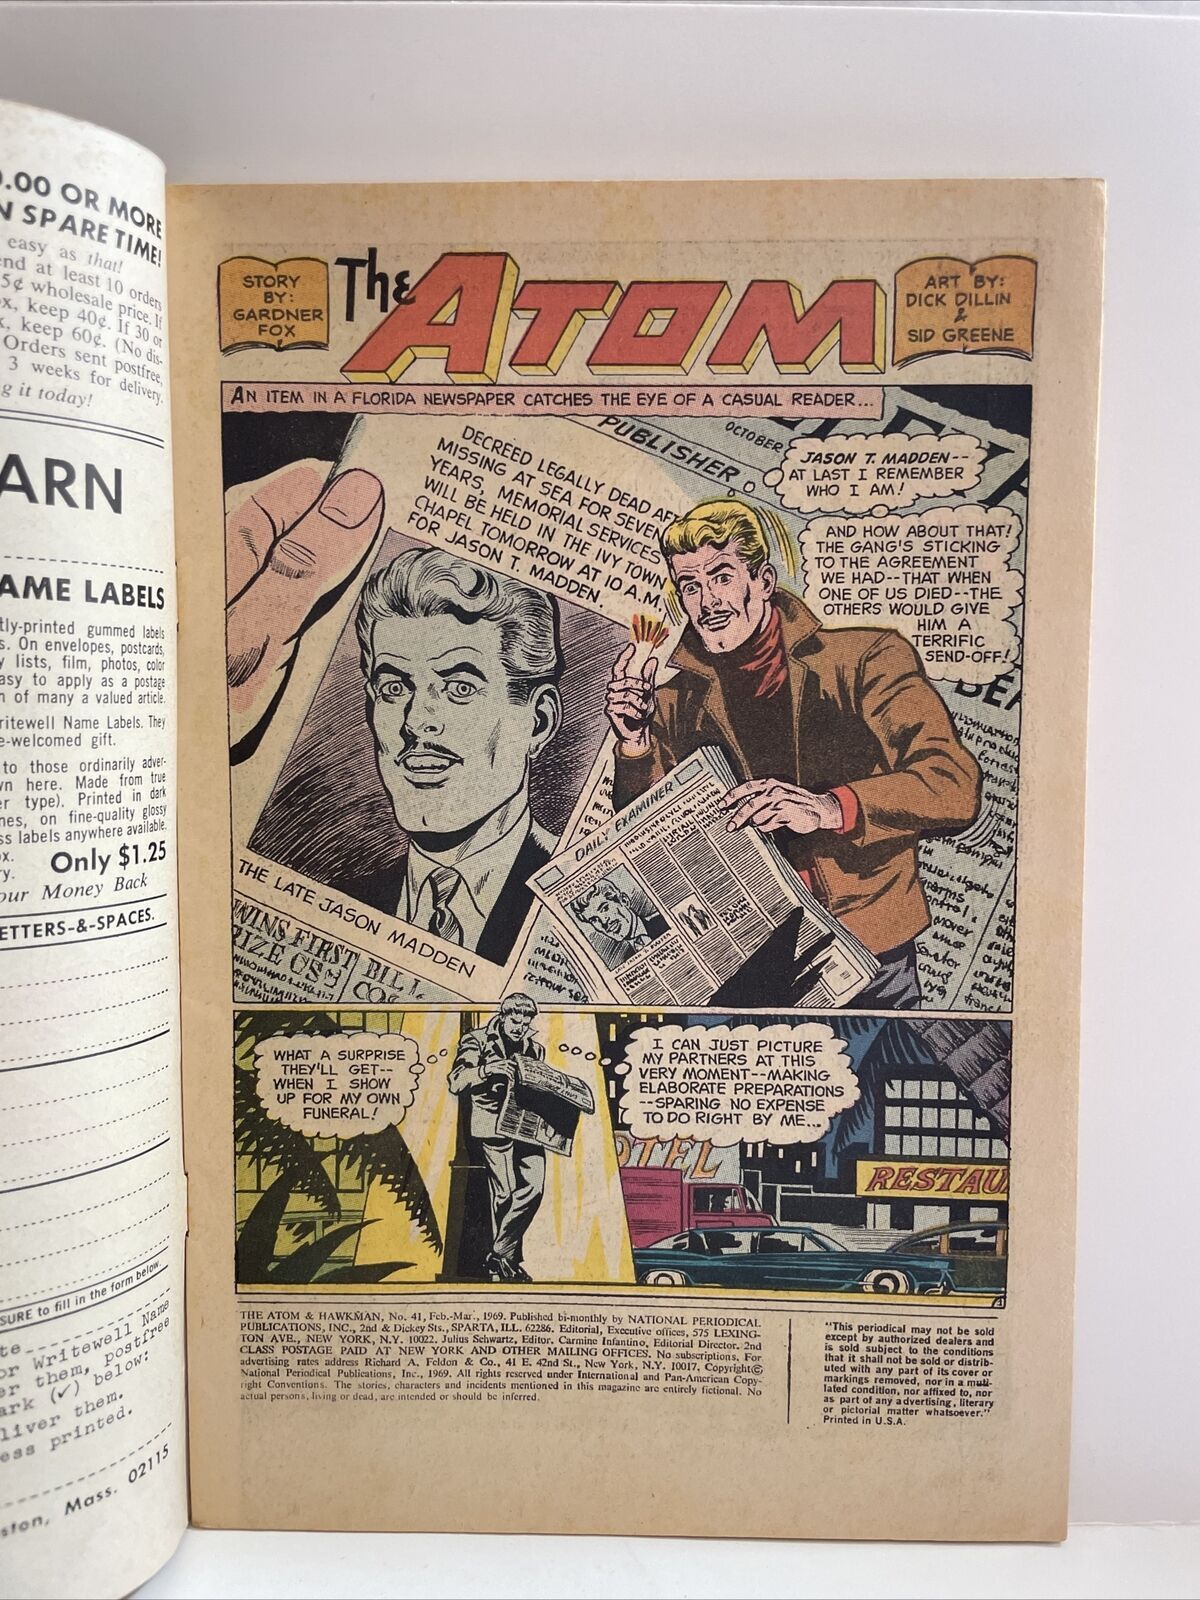 0.00 OR MORE
N SPARE TIME!
easy as that!
end at least 10 orders
5¢ wholesale price. If
ox, keep 40¢. If 30 or
x, keep 60¢. (No dis-
Orders sent postfree,
3 weeks for delivery.
g it today!
ARN
AME LABELS
tly-printed gummed labels
s. On envelopes, postcards,
y lists, film, photos, color
asy to apply as a postage
n of many a valued article.
ritewell Name Labels. They
e-welcomed gift.
to those ordinarily adver-
wn here. Made from true
er type). Printed in dark
nes, on fine-quality glossy
ss labels anywhere available.
ox. Only $1.25
ry.
our Money Back
ETTERS-&-SPACES.
SURE to fill in the form below.
or Writewell Name
er them, postfree
ark (✓) below:
liver them.
ess printed.
ston, Mass. 02115
STORY
BY:
GARDNER
FOX
The ATOM
ART BY:
DICK DILLIN
&
SID GREENE
AN ITEM IN A FLORIDA NEWSPAPER CATCHES THE EYE OF A CASUAL READER...
PUBLISHER
OCTOBER
DECREED LEGALLY DEAD AFT
MISSING AT SEA FOR SEVEN
YEARS, MEMORIAL SERVICES
WILL BE HELD IN THE IVY TOWN
CHAPEL TOMORROW AT 10 A.M.
FOR JASON T. MADDEN.
JASON T. MADDEN--
AT LAST I REMEMBER
WHO I AM!
AND HOW ABOUT THAT!
THE GANG'S STICKING
TO THE AGREEMENT
WE HAD--THAT WHEN
ONE OF US DIED--THE
OTHERS WOULD GIVE
HIM A
TERRIFIC
SEND-OFF!
DAILY EXAMINER
THE LATE JASON MADDEN
WINS FIRST BILL
RIZE CS
CO
WHAT A SURPRISE
THEY'LL GET--
WHEN I SHOW
UP FOR MY OWN
FUNERAL!
I CAN JUST PICTURE
MY PARTNERS AT THIS
VERY MOMENT--MAKING
ELABORATE PREPARATIONS
--SPARING NO EXPENSE
TO DO RIGHT BY ME...
OTEL
RESTAU
1
THE ATOM & HAWKMAN, No. 41, Feb.-Mar., 1969. Published bi-monthly by NATIONAL PERIODICAL
PUBLICATIONS, INC., 2nd & Dickey Sts., SPARTA, ILL. 62286. Editorial, Executive offices, 575 LEXING-
TON AVE., NEW YORK, N.Y. 10022. Julius Schwartz, Editor. Carmine Infantino, Editorial Director. 2nd
CLASS POSTAGE PAID AT NEW YORK AND OTHER MAILING OFFICES. No subscriptions. For
advertising rates address Richard A. Feldon & Co., 41 E. 42nd St., New York, N.Y. 10017. Copyright©
National Periodical Publications, Inc., 1969. All rights reserved under International and Pan-American Copy-
right Conventions. The stories, characters and incidents mentioned in this magazine are entirely fictional. No
actual persons, living or dead, are intended or should be inferred.
"This periodical may not be sold
except by authorized dealers and
is sold subject to the conditions
that it shall not be sold or distrib-
uted with any part of its cover or
markings removed, nor in a muti-
lated condition, nor affixed to, nor
as part of any advertising, literary
or pictorial matter whatsoever."
Printed in U.S.A.